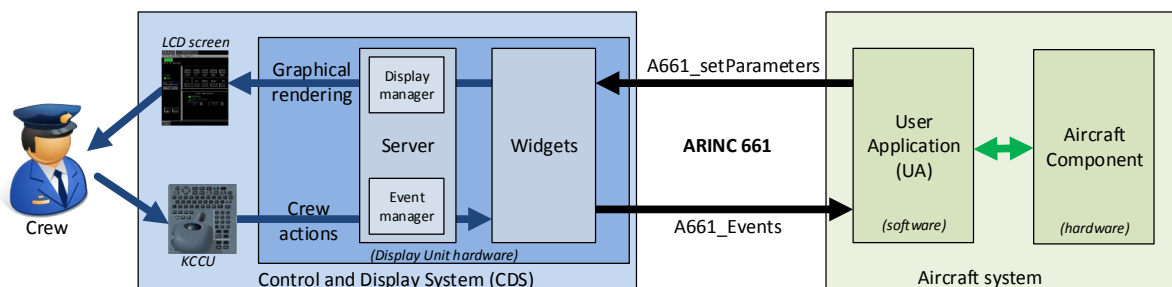 LCD screen
Graphical
rendering
Display
manager
Server
Event
manager
Widgets
Crew
KCCU
Crew
actions
(Display Unit hardware)
Control and Display System (CDS)
A661_setParameters
ARINC 661
A661_Events
User
Application
(UA)
(software)
Aircraft
Component
(hardware)
Aircraft system